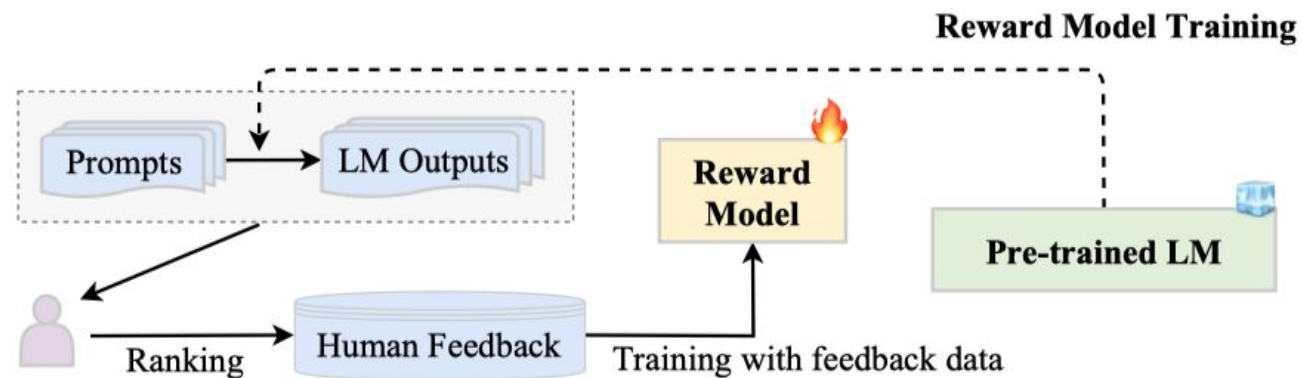 Reward Model Training
Prompts
LM Outputs
Reward
Model
Pre-trained LM
Ranking
Human Feedback
Training with feedback data